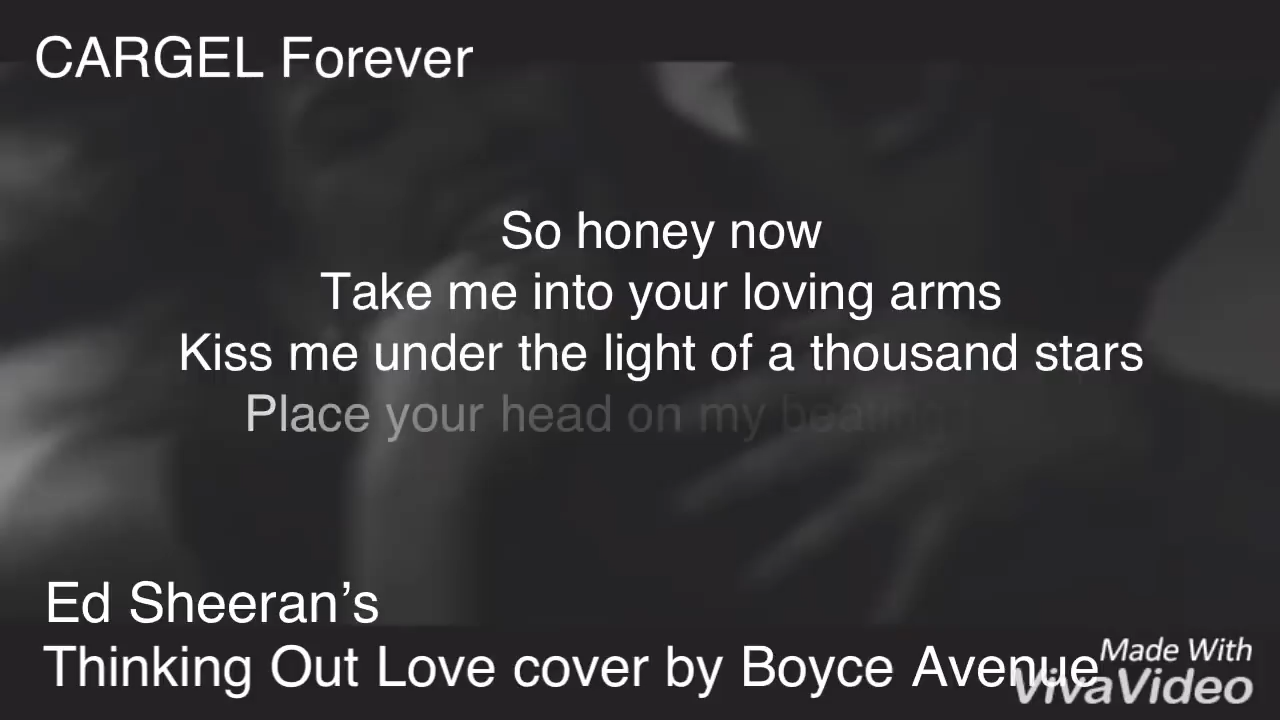 CARGEL Forever
So honey now
Take me into your loving arms
Kiss me under the light of a thousand stars
Place your head on my beating
Ed Sheeran’s
Thinking Out Love cover by Boyce Avenue
Made With
VivaVideo